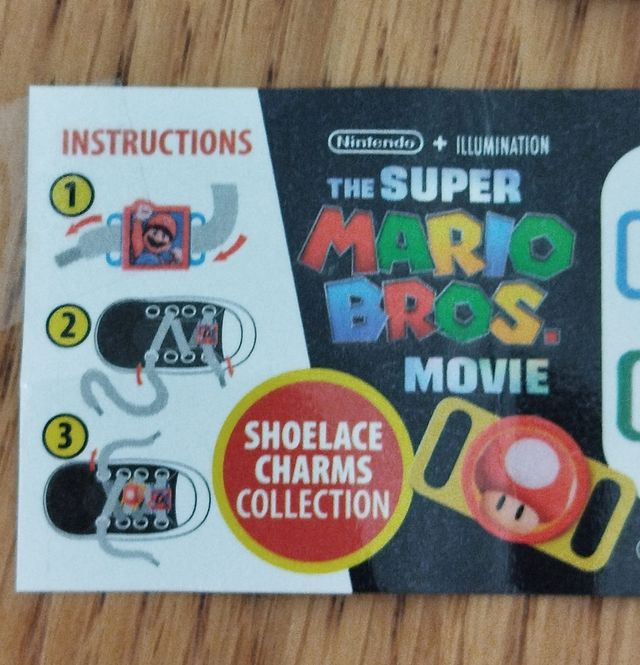 INSTRUCTIONS
1
2
3
Nintendo + ILLUMINATION
THE SUPER
MARIO
BROS.
MOVIE
SHOELACE
CHARMS
COLLECTION